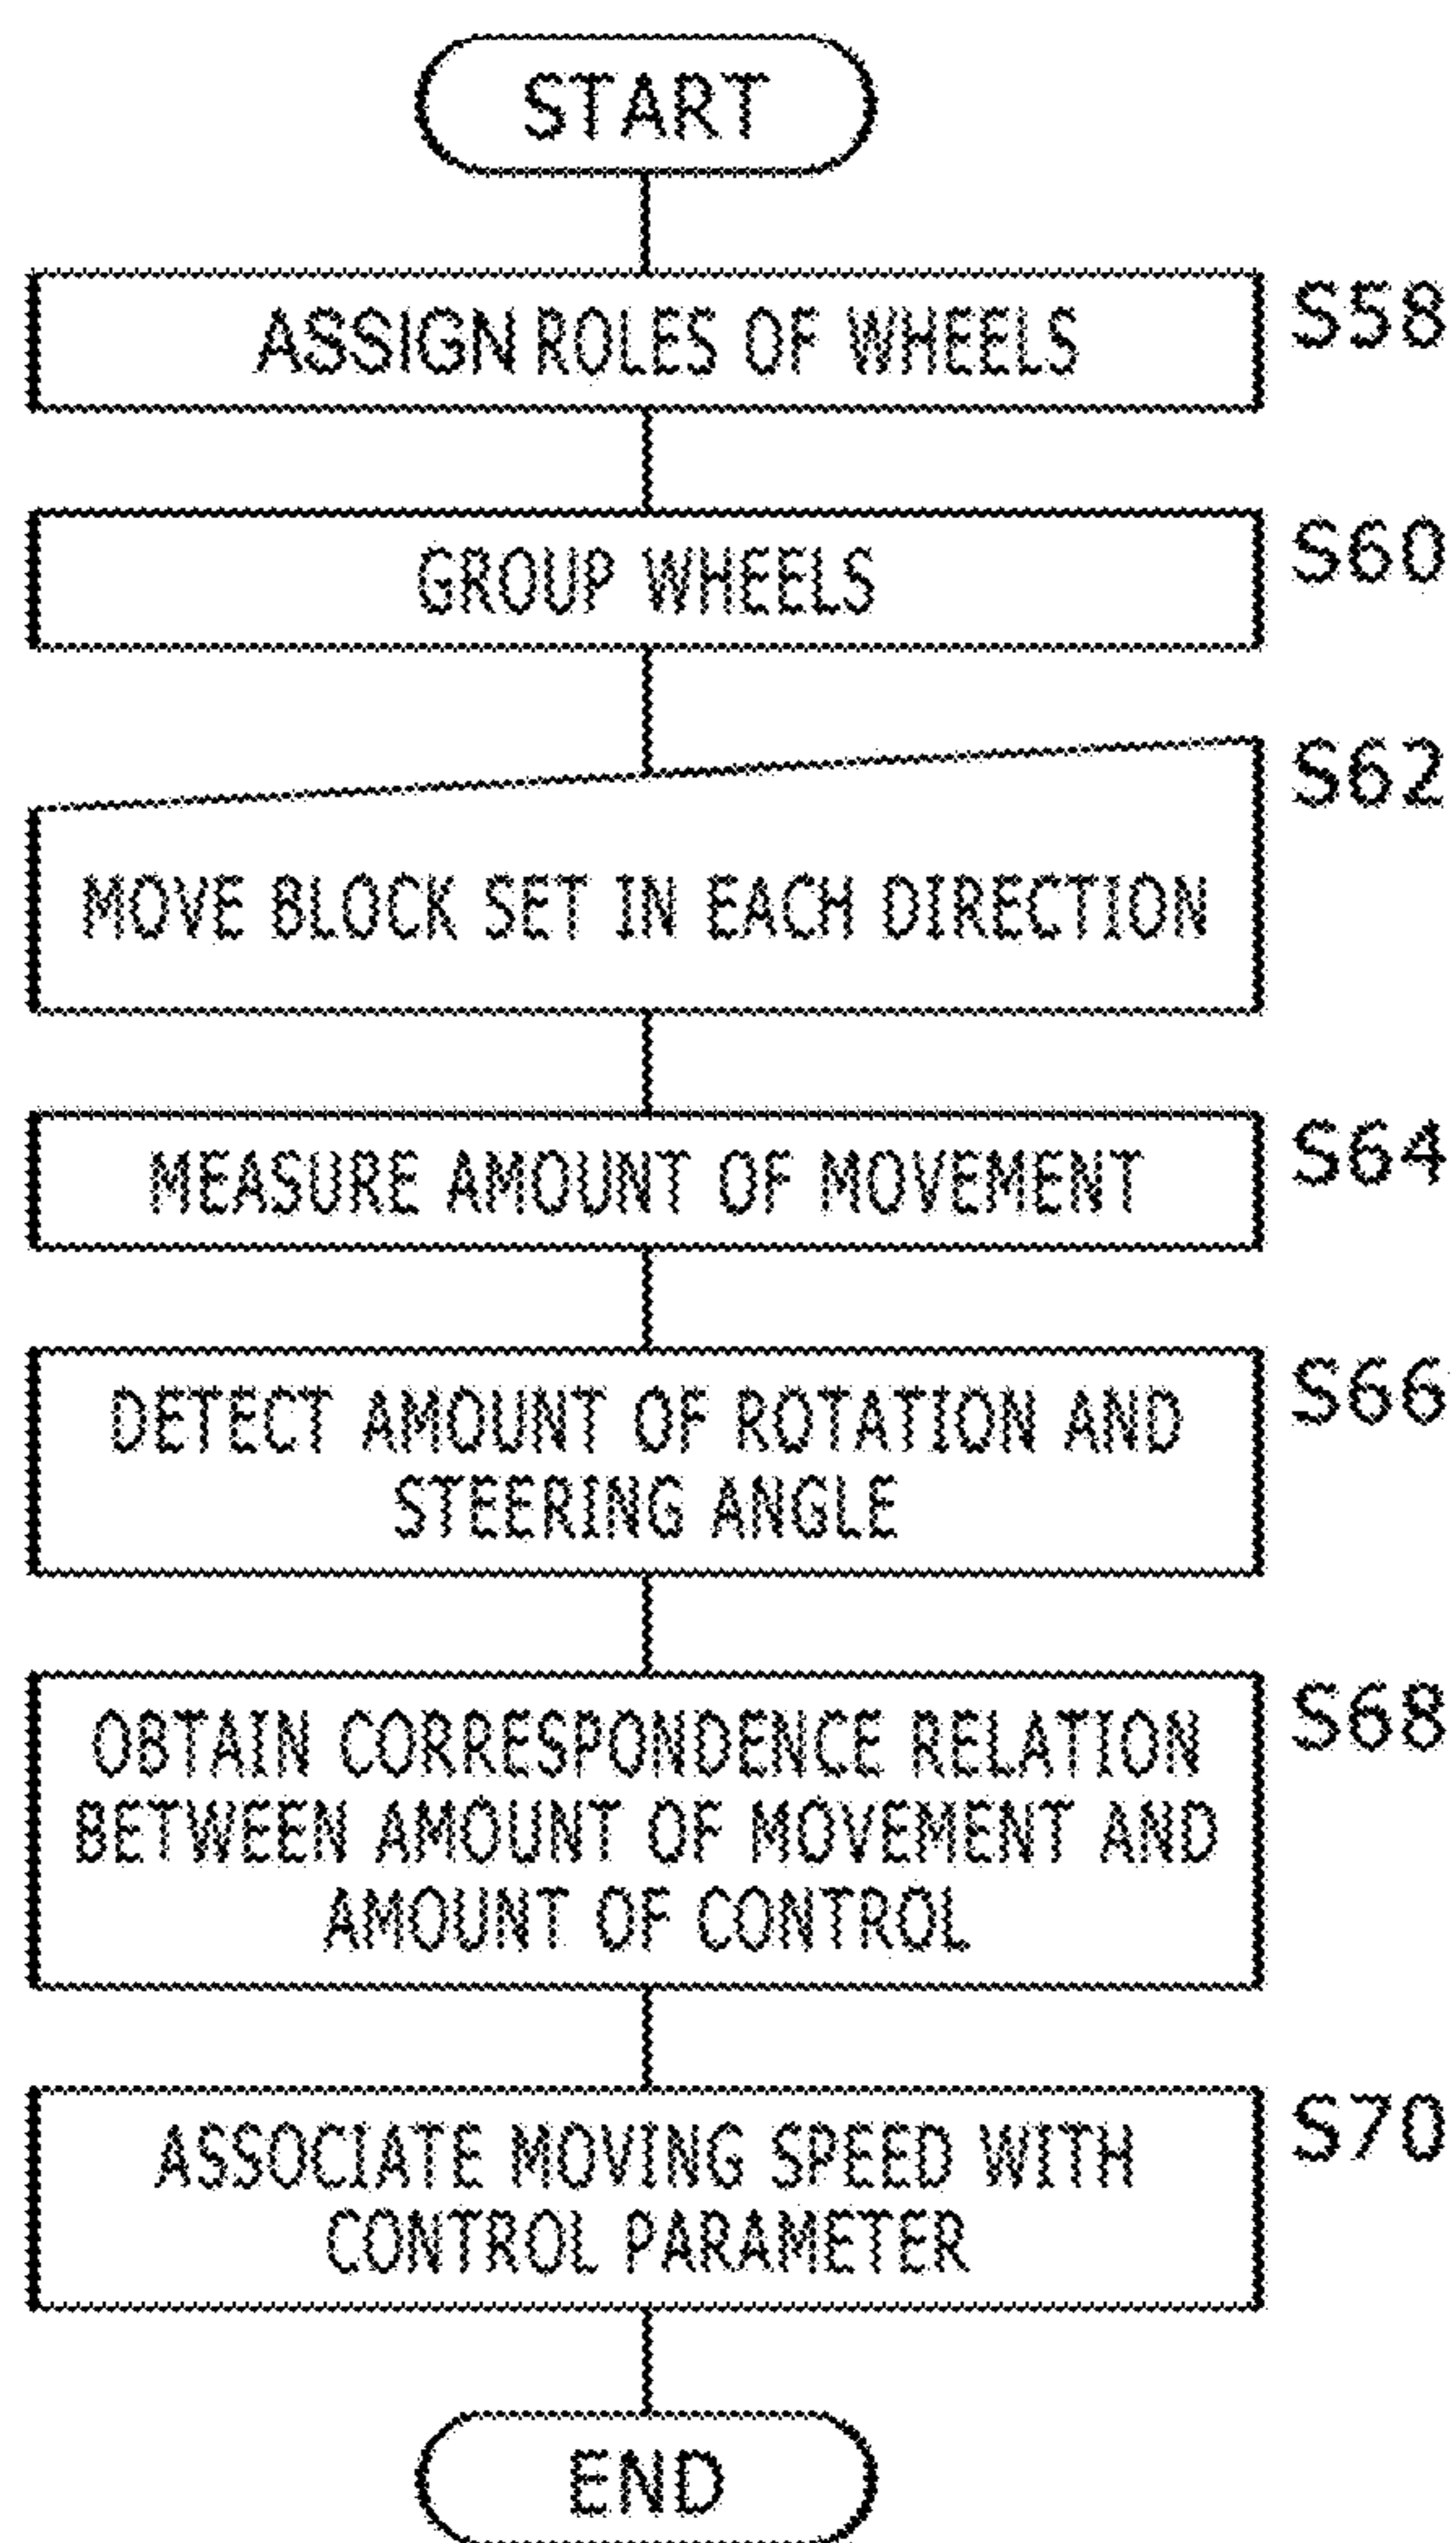 START
ASSIGN ROLES OF WHEELS
S58
GROUP WHEELS
S60
S62
MOVE BLOCK SET IN EACH DIRECTION
MEASURE AMOUNT OF MOVEMENT
S64
DETECT AMOUNT OF ROTATION AND
STEERING ANGLE
S66
OBTAIN CORRESPONDENCE RELATION
BETWEEN AMOUNT OF MOVEMENT AND
AMOUNT OF CONTROL
S68
ASSOCIATE MOVING SPEED WITH
CONTROL PARAMETER
S70
END